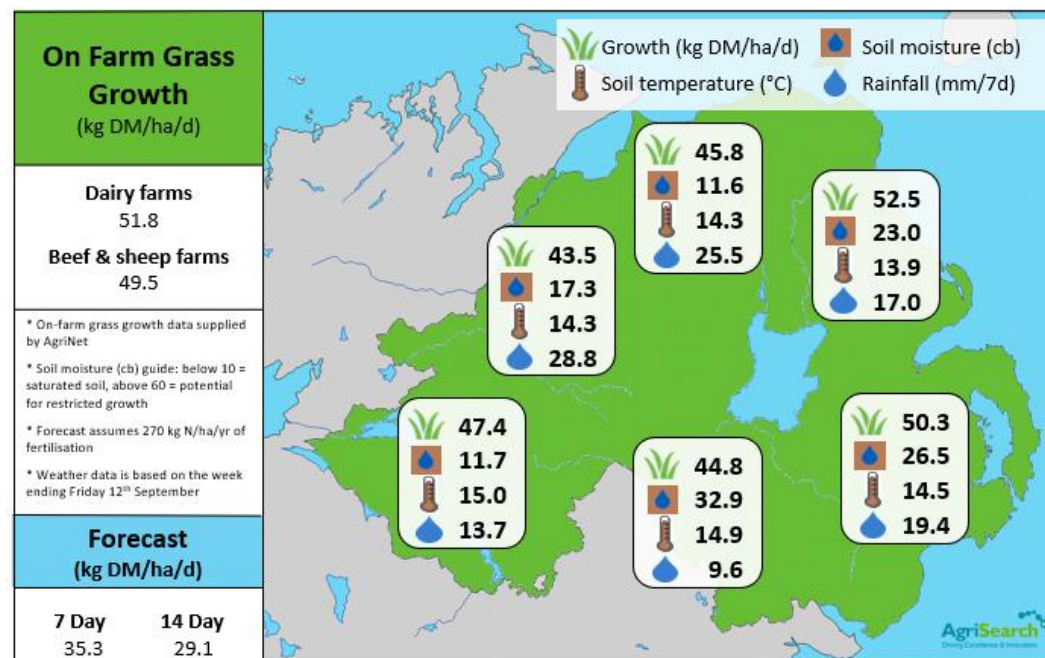 On Farm Grass
Growth
(kg DM/ha/d)
Dairy farms
51.8
Beef & sheep farms
49.5
* On-farm grass growth data supplied
by AgriNet
* Soil moisture (cb) guide: below 10 =
saturated soil, above 60 = potential
for restricted growth
* Forecast assumes 270 kg N/ha/yr of
fertilisation
* Weather data is based on the week
ending Friday 12th September
Forecast
(kg DM/ha/d)
7 Day 14 Day
35.3 29.1
Growth (kg DM/ha/d) Soil moisture (cb)
Soil temperature (°C) Rainfall (mm/7d)
45.8
11.6
14.3
25.5
52.5
23.0
13.9
17.0
43.5
17.3
14.3
28.8
47.4
11.7
15.0
13.7
44.8
32.9
14.9
9.6
50.3
26.5
14.5
19.4
AgriSearch
Driving Excellence & Innovation